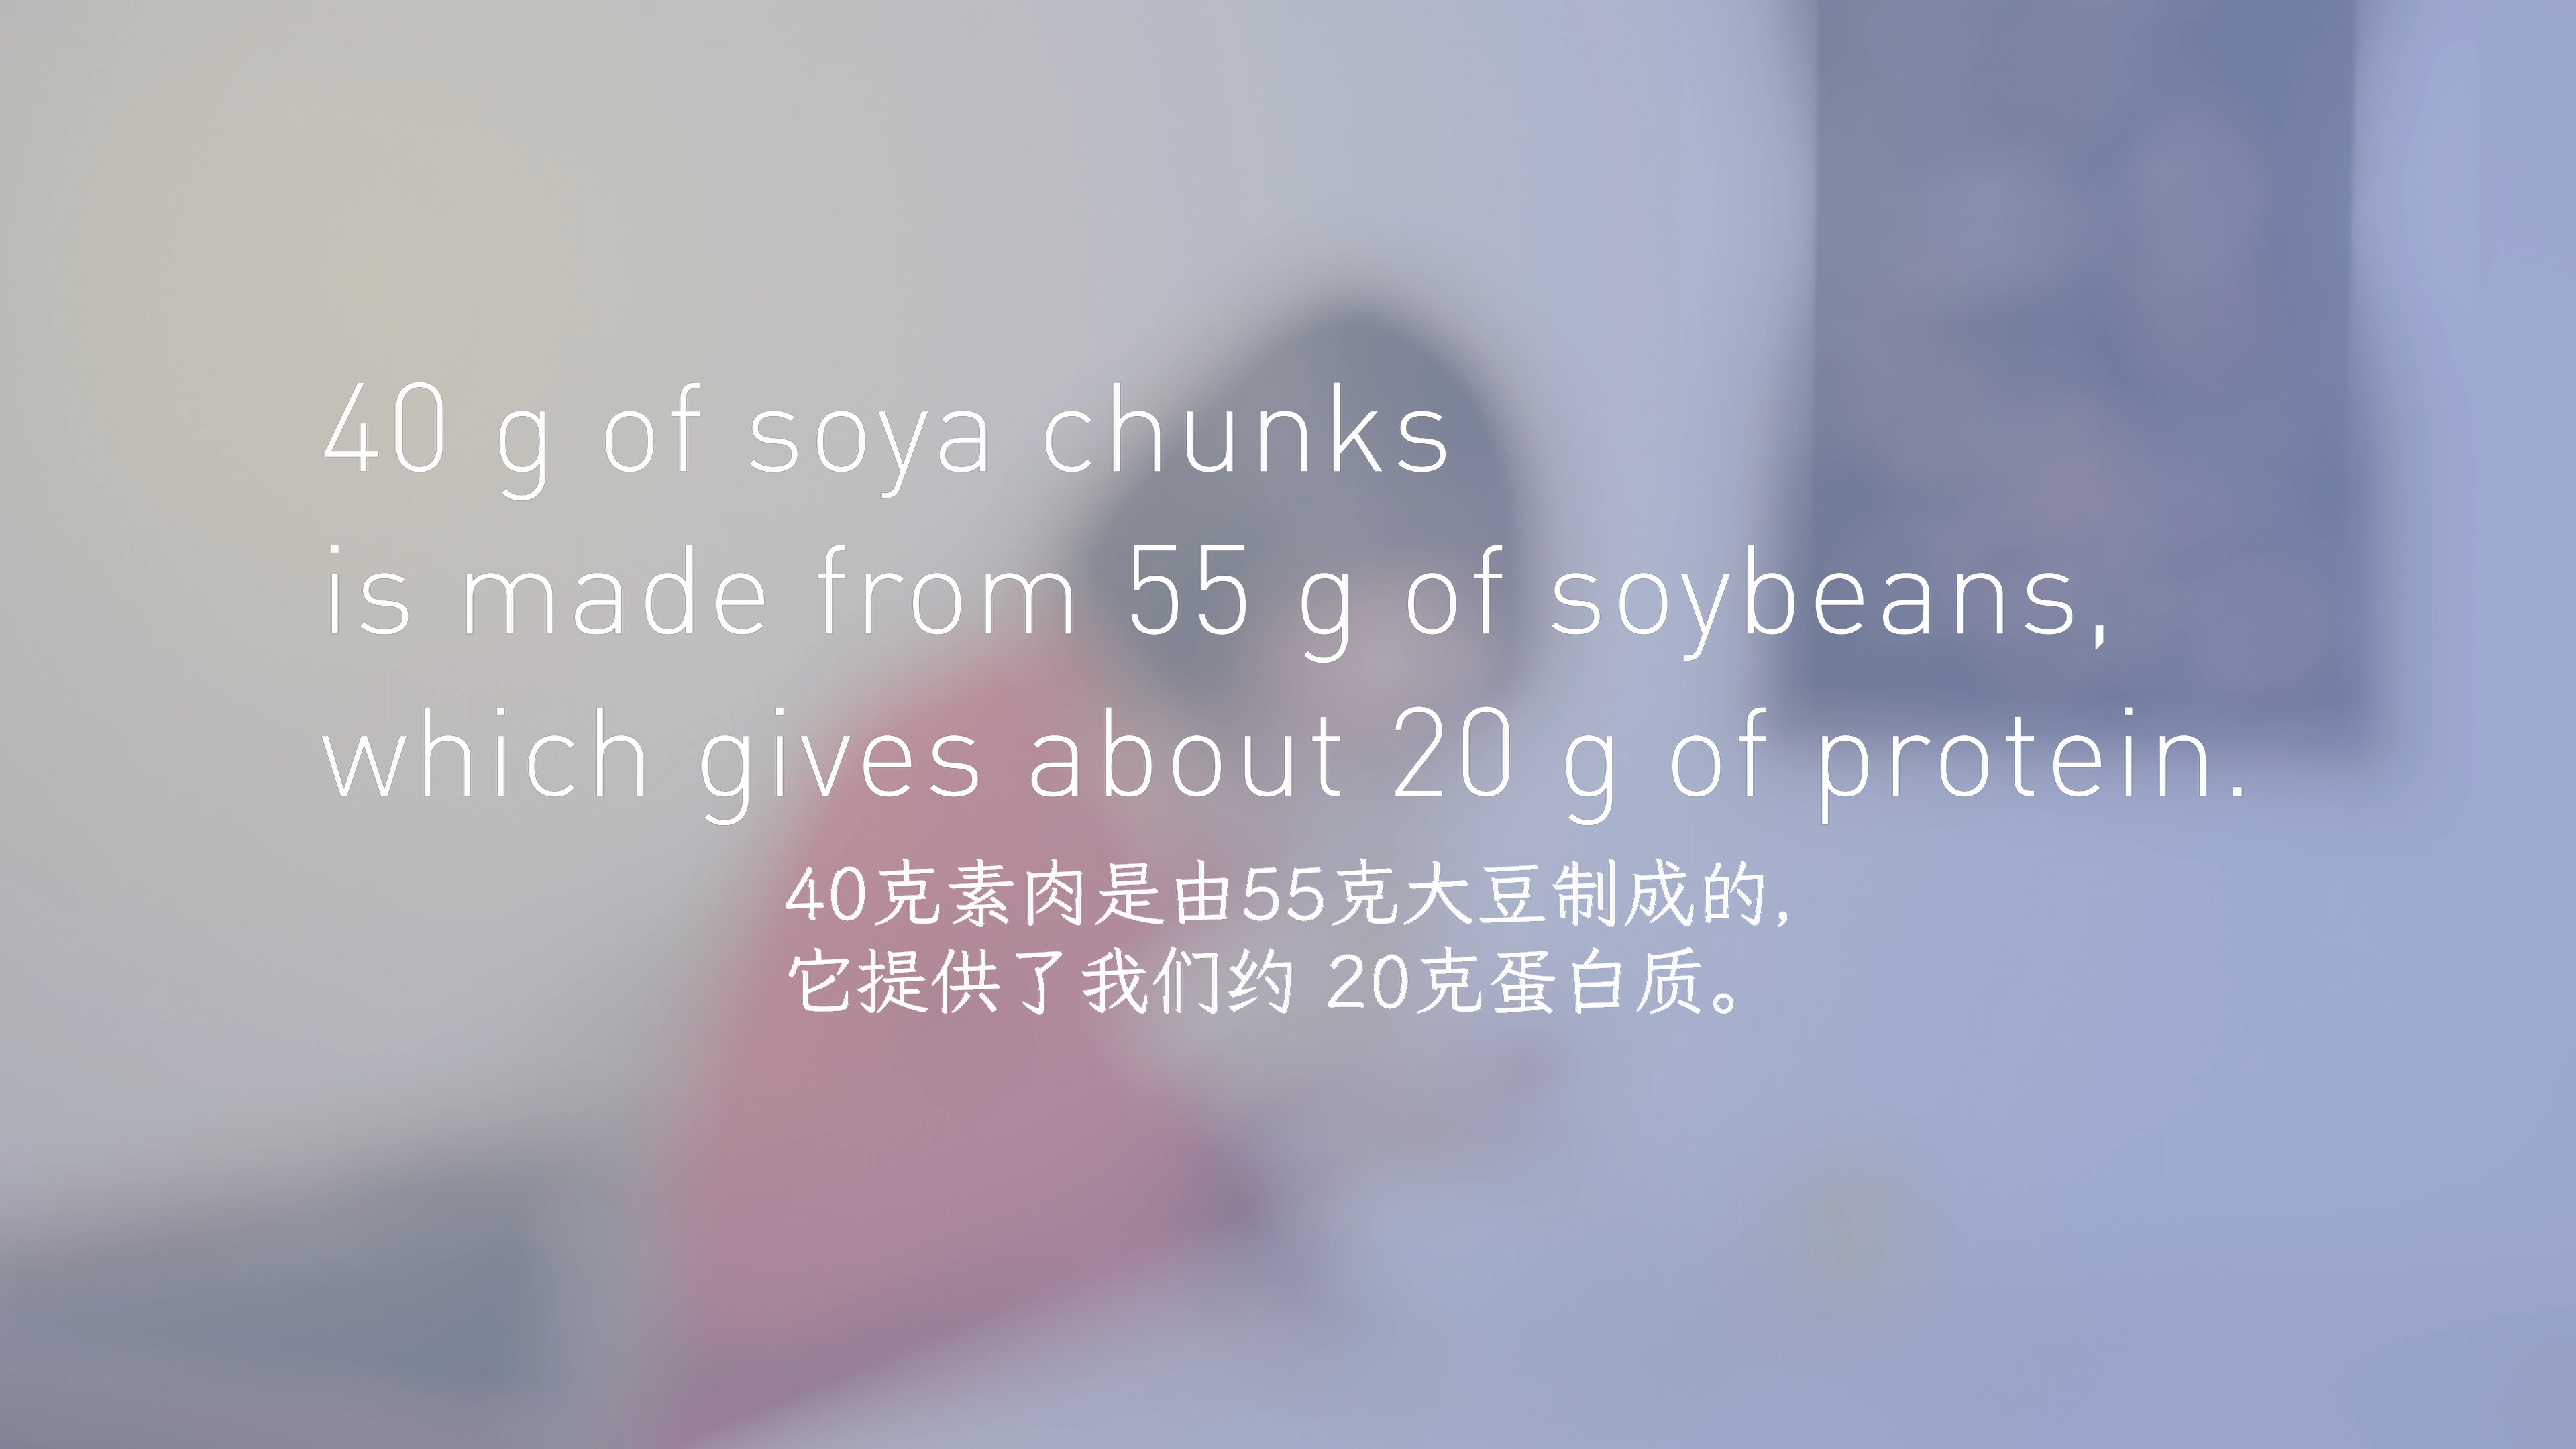 40 g of soya chunks
is made from 55 g of soybeans,
which gives about 20 g of protein.
40克素肉是由55克大豆制成的,
它提供了我们约 20克蛋白质。